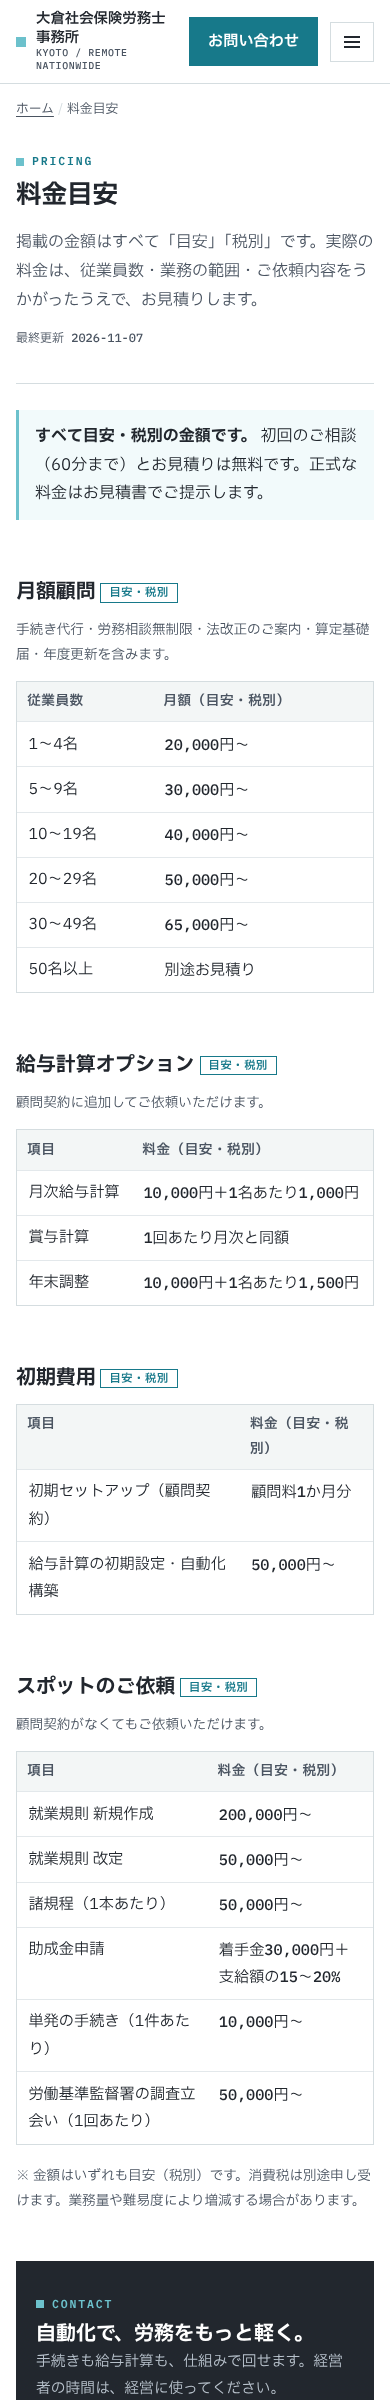 大倉社会保険労務士
事務所
KYOTO / REMOTE
NATIONWIDE
お問い合わせ
ホーム / 料金目安
PRICING
料金目安
掲載の金額はすべて「目安」「税別」です。実際の
料金は、従業員数・業務の範囲・ご依頼内容をう
かがったうえで、お見積りします。
最終更新 2026-11-07
すべて目安・税別の金額です。 初回のご相談
（60分まで）とお見積りは無料です。正式な
料金はお見積書でご提示します。
月額顧問 目安・税別
手続き代行・労務相談無制限・法改正のご案内・算定基礎
届・年度更新を含みます。
従業員数 月額（目安・税別）
1〜4名 20,000円〜
5〜9名 30,000円〜
10〜19名 40,000円〜
20〜29名 50,000円〜
30〜49名 65,000円〜
50名以上 別途お見積り
給与計算オプション 目安・税別
顧問契約に追加してご依頼いただけます。
項目 料金（目安・税別）
月次給与計算 10,000円＋1名あたり1,000円
賞与計算 1回あたり月次と同額
年末調整 10,000円＋1名あたり1,500円
初期費用 目安・税別
項目 料金（目安・税
別）
初期セットアップ（顧問契 顧問料1か月分
約）
給与計算の初期設定・自動化 50,000円〜
構築
スポットのご依頼 目安・税別
顧問契約がなくてもご依頼いただけます。
項目 料金（目安・税別）
就業規則 新規作成 200,000円〜
就業規則 改定 50,000円〜
諸規程（1本あたり） 50,000円〜
助成金申請 着手金30,000円＋
支給額の15〜20%
単発の手続き（1件あた 10,000円〜
り）
労働基準監督署の調査立 50,000円〜
会い（1回あたり）
※ 金額はいずれも目安（税別）です。消費税は別途申し受
けます。業務量や難易度により増減する場合があります。
CONTACT
自動化で、労務をもっと軽く。
手続きも給与計算も、仕組みで回せます。経営
者の時間は、経営に使ってください。